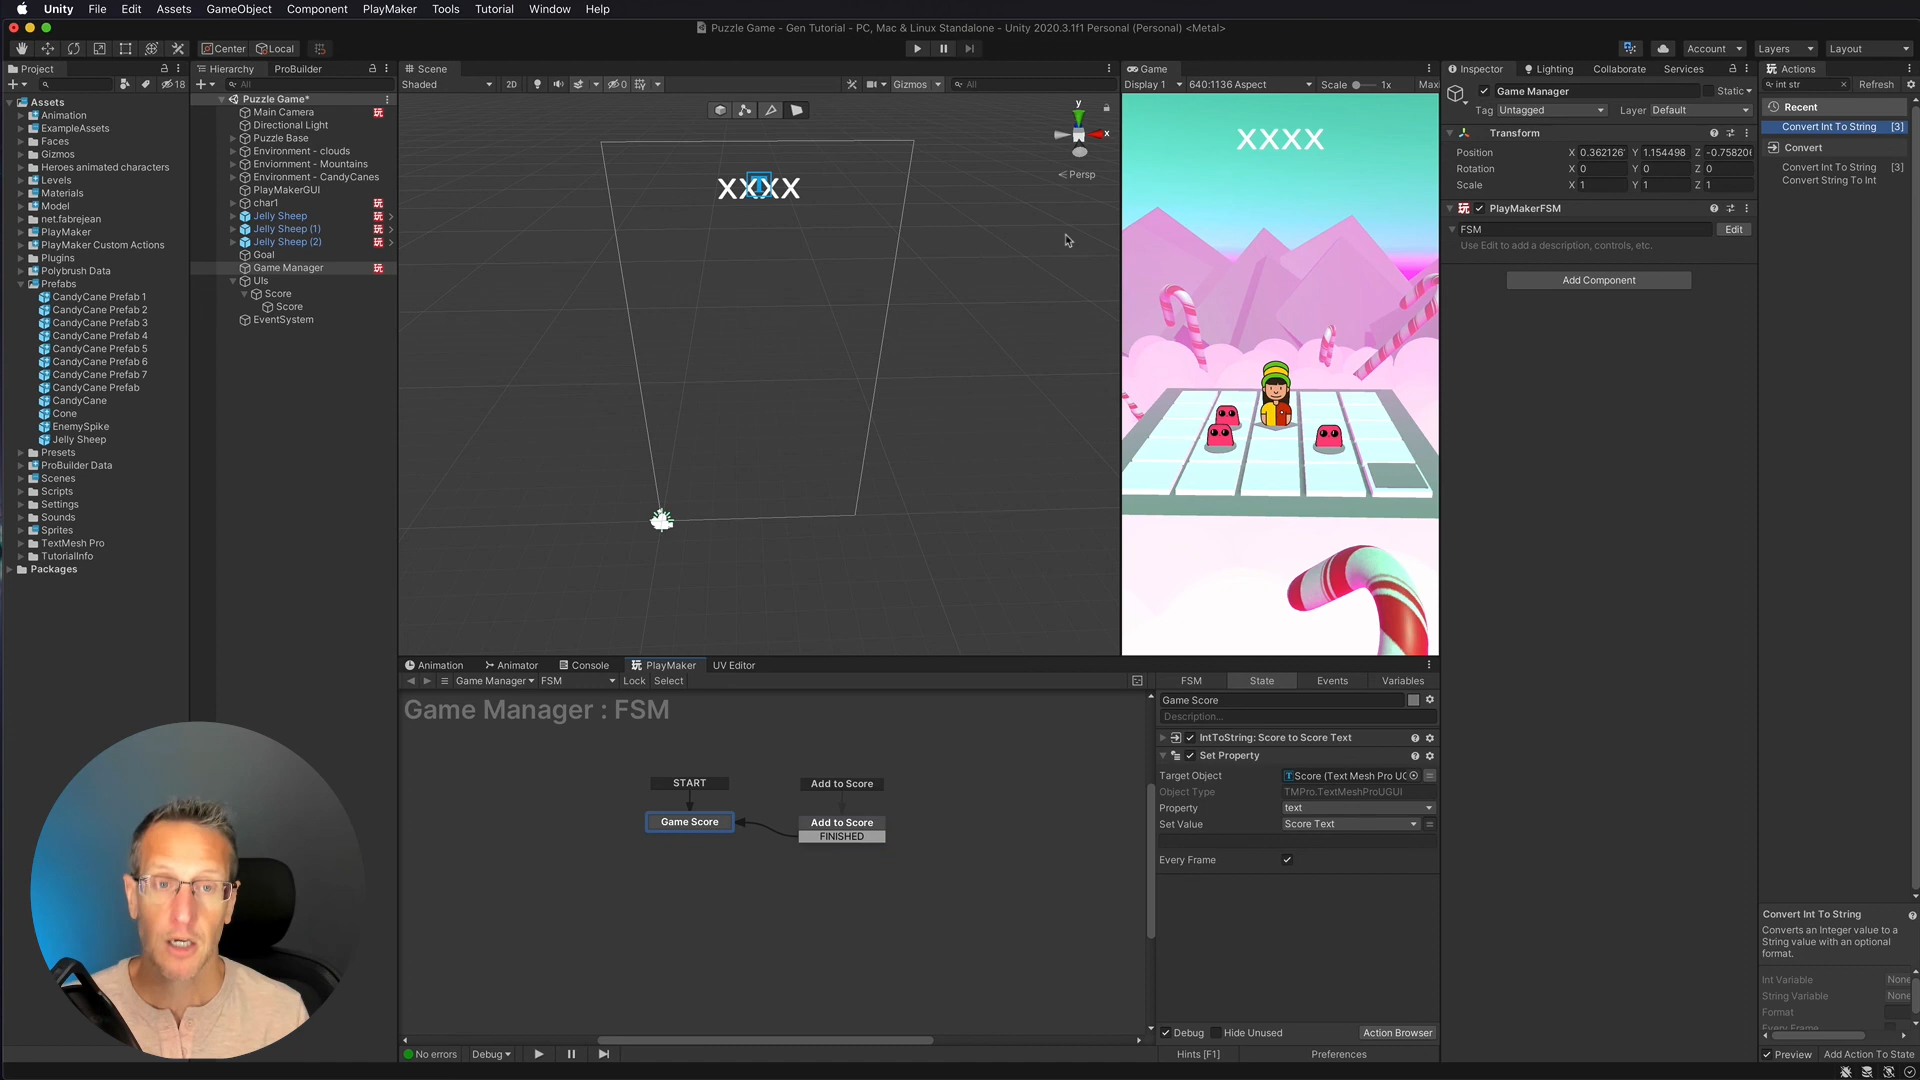 Unity File Edit Assets GameObject Component PlayMaker Tools Tutorial Window Help
Puzzle Game - Gen Tutorial - PC, Mac & Linux Standalone - Unity 2020.3.1f1 Personal (Personal) <Metal>
Center Local Account Layers Layout
Project
18
Assets
Animation
ExampleAssets
Faces
Gizmos
Heroes animated characters
Levels
Materials
Model
net.fabrejean
PlayMaker
PlayMaker Custom Actions
Plugins
Polybrush Data
Prefabs
CandyCane Prefab 1
CandyCane Prefab 2
CandyCane Prefab 3
CandyCane Prefab 4
CandyCane Prefab 5
CandyCane Prefab 6
CandyCane Prefab 7
CandyCane Prefab
CandyCane
Cone
EnemySpike
Jelly Sheep
Presets
ProBuilder Data
Scenes
Scripts
Settings
Sounds
Sprites
TextMesh Pro
TutorialInfo
Packages
Hierarchy ProBuilder
All
Puzzle Game*
Main Camera
Directional Light
Puzzle Base
Environment - clouds
Enviornment - Mountains
Environment - CandyCanes
PlayMakerGUI
char1
Jelly Sheep
Jelly Sheep (1)
Jelly Sheep (2)
Goal
Game Manager
UIs
Score
Score
EventSystem
Scene
Shaded 2D 0 Gizmos All
y
x
Persp
XXXX
Game
Display 1 640:1136 Aspect Scale 1x Maxi
XXXX
Inspector Lighting Collaborate Services
Game Manager Static
Tag Untagged Layer Default
Transform
Position X 0.362126 Y 1.154498 Z -0.758206
Rotation X 0 Y 0 Z 0
Scale X 1 Y 1 Z 1
PlayMakerFSM
FSM Edit
Use Edit to add a description, controls, etc.
Add Component
Actions
int str Refresh
Recent
Convert Int To String [3]
Convert
Convert Int To String [3]
Convert String To Int
Animation Animator Console PlayMaker UV Editor
Game Manager FSM Lock Select
Game Manager : FSM
START
Game Score
Add to Score
Add to Score
FINISHED
FSM State Events Variables
Game Score
Description...
IntToString: Score to Score Text
Set Property
Target Object Score (Text Mesh Pro UG
Object Type TMPro.TextMeshProUGUI
Property text
Set Value Score Text
Every Frame
Debug Hide Unused Action Browser
No errors Debug Hints [F1] Preferences
Convert Int To String
Converts an Integer value to a
String value with an optional
format.
Int Variable None
String Variable None
Format
Every Frame
Preview Add Action To State